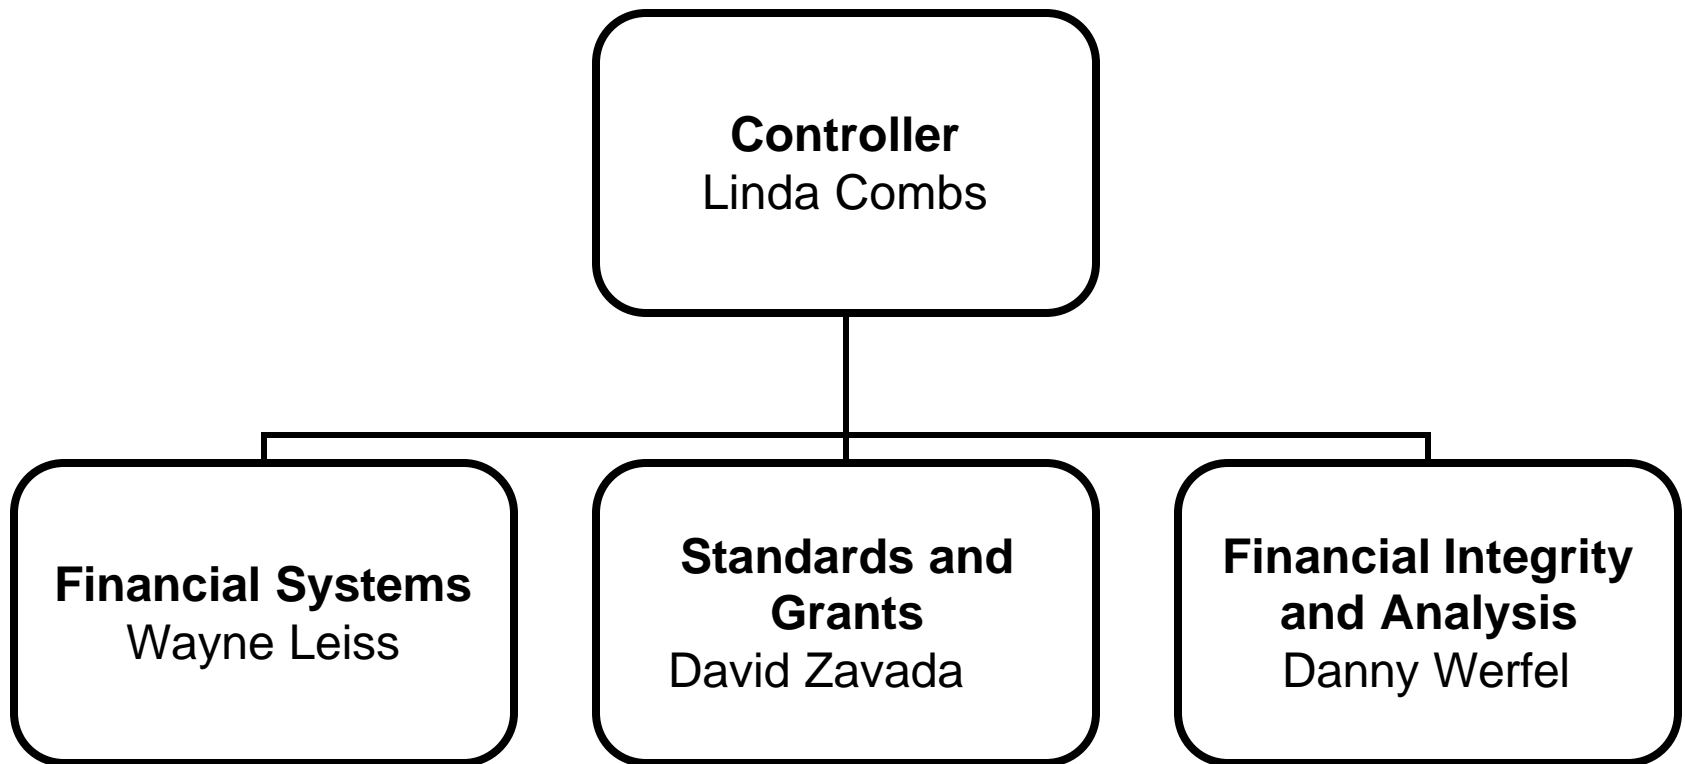 Controller
Linda Combs
Financial Systems
Wayne Leiss
Standards and
Grants
David Zavada
Financial Integrity
and Analysis
Danny Werfel